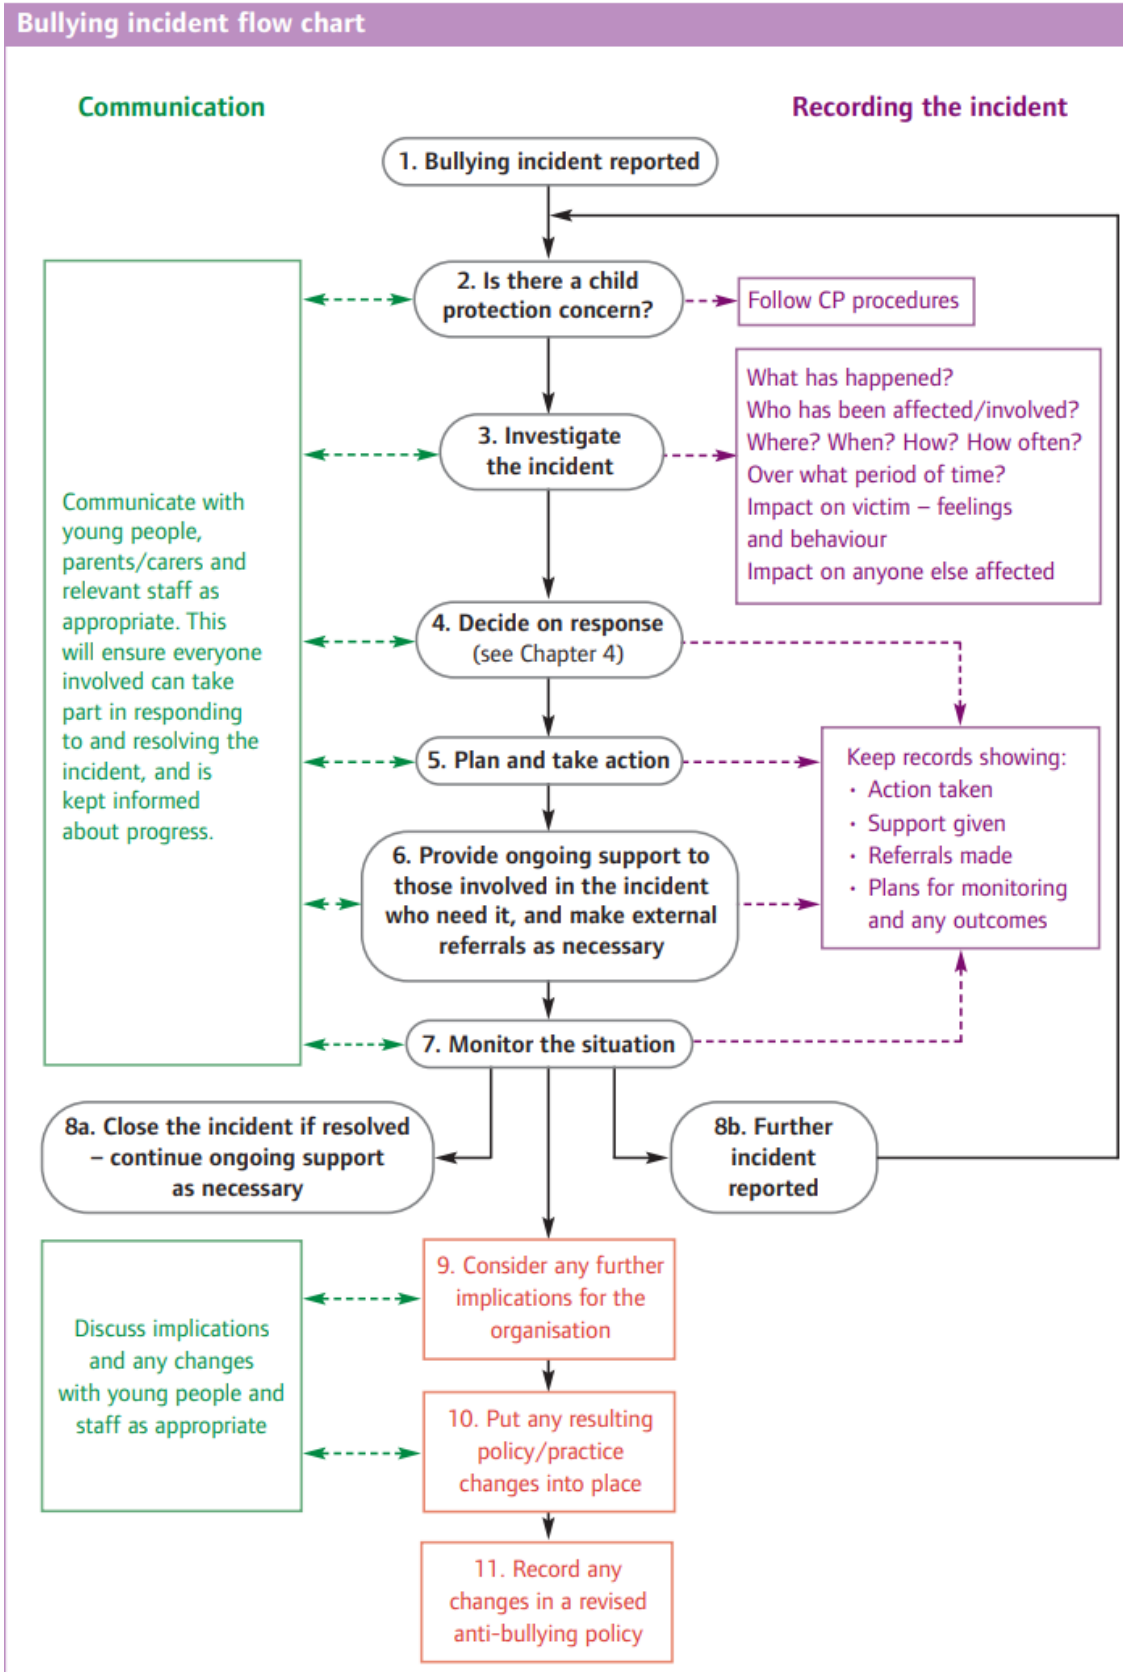 Bullying incident flow chart
Communication
Recording the incident
1. Bullying incident reported
2. Is there a child
protection concern?
Follow CP procedures
What has happened?
Who has been affected/involved?
Where? When? How? How often?
Over what period of time?
Impact on victim – feelings
and behaviour
Impact on anyone else affected
3. Investigate
the incident
Communicate with
young people,
parents/carers and
relevant staff as
appropriate. This
will ensure everyone
involved can take
part in responding
to and resolving the
incident, and is
kept informed
about progress.
4. Decide on response
(see Chapter 4)
5. Plan and take action
Keep records showing:
· Action taken
· Support given
· Referrals made
· Plans for monitoring
and any outcomes
6. Provide ongoing support to
those involved in the incident
who need it, and make external
referrals as necessary
7. Monitor the situation
8a. Close the incident if resolved
– continue ongoing support
as necessary
8b. Further
incident
reported
9. Consider any further
implications for the
organisation
Discuss implications
and any changes
with young people and
staff as appropriate
10. Put any resulting
policy/practice
changes into place
11. Record any
changes in a revised
anti-bullying policy